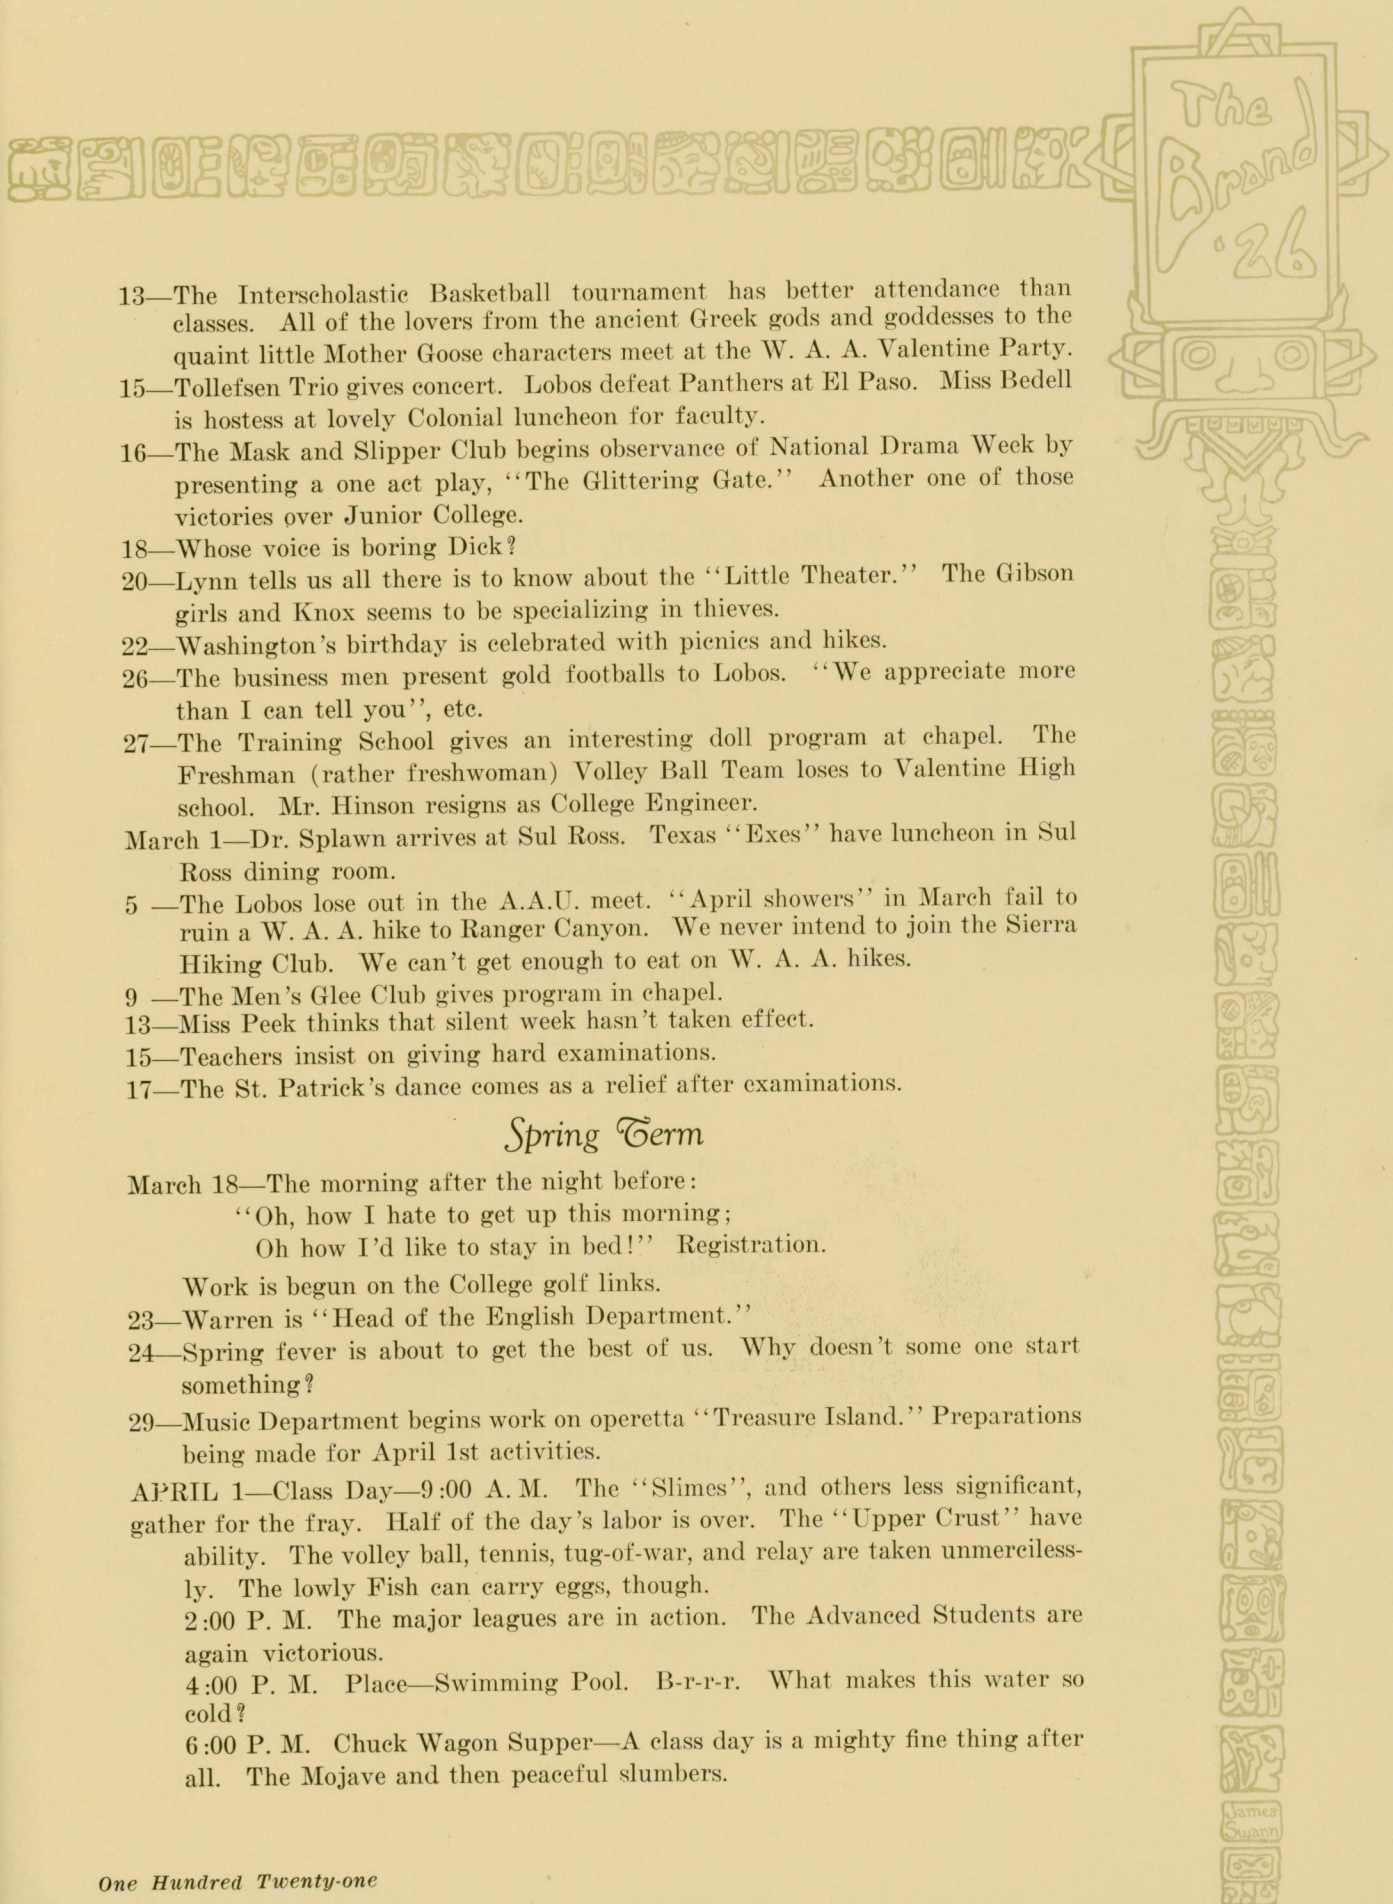 The
Brand
'26
13—The Interscholastic Basketball tournament has better attendance than
classes. All of the lovers from the ancient Greek gods and goddesses to the
quaint little Mother Goose characters meet at the W. A. A. Valentine Party.
15—Tollefsen Trio gives concert. Lobos defeat Panthers at El Paso. Miss Bedell
is hostess at lovely Colonial luncheon for faculty.
16—The Mask and Slipper Club begins observance of National Drama Week by
presenting a one act play, ‘‘The Glittering Gate.’’ Another one of those
victories over Junior College.
18—Whose voice is boring Dick?
20—Lynn tells us all there is to know about the ‘‘Little Theater.’’ The Gibson
girls and Knox seems to be specializing in thieves.
22—Washington's birthday is celebrated with picnics and hikes.
26—The business men present gold footballs to Lobos. ‘‘We appreciate more
than I can tell you’’, etc.
27—The Training School gives an interesting doll program at chapel. The
Freshman (rather freshwoman) Volley Ball Team loses to Valentine High
school. Mr. Hinson resigns as College Engineer.
March 1—Dr. Splawn arrives at Sul Ross. Texas ‘‘Exes’’ have luncheon in Sul
Ross dining room.
5 —The Lobos lose out in the A.A.U. meet. ‘‘April showers’’ in March fail to
ruin a W. A. A. hike to Ranger Canyon. We never intend to join the Sierra
Hiking Club. We can't get enough to eat on W. A. A. hikes.
9 —The Men's Glee Club gives program in chapel.
13—Miss Peek thinks that silent week hasn't taken effect.
15—Teachers insist on giving hard examinations.
17—The St. Patrick's dance comes as a relief after examinations.
Spring Term
March 18—The morning after the night before:
‘‘Oh, how I hate to get up this morning;
Oh how I'd like to stay in bed!’’ Registration.
Work is begun on the College golf links.
23—Warren is ‘‘Head of the English Department.’’
24—Spring fever is about to get the best of us. Why doesn't some one start
something?
29—Music Department begins work on operetta ‘‘Treasure Island.’’ Preparations
being made for April 1st activities.
APRIL 1—Class Day—9:00 A. M. The ‘‘Slimes’’, and others less significant,
gather for the fray. Half of the day's labor is over. The ‘‘Upper Crust’’ have
ability. The volley ball, tennis, tug-of-war, and relay are taken unmerciless-
ly. The lowly Fish can carry eggs, though.
2:00 P. M. The major leagues are in action. The Advanced Students are
again victorious.
4:00 P. M. Place—Swimming Pool. B-r-r-r. What makes this water so
cold?
6:00 P. M. Chuck Wagon Supper—A class day is a mighty fine thing after
all. The Mojave and then peaceful slumbers.
James
Swann
One Hundred Twenty-one